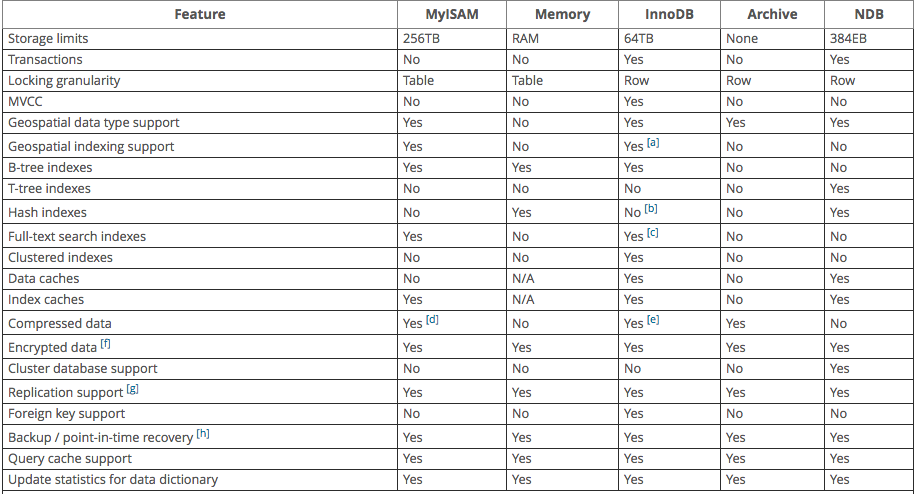 Feature MyISAM Memory InnoDB Archive NDB
Storage limits 256TB RAM 64TB None 384EB
Transactions No No Yes No Yes
Locking granularity Table Table Row Row Row
MVCC No No Yes No No
Geospatial data type support Yes No Yes Yes Yes
Geospatial indexing support Yes No Yes [a] No No
B-tree indexes Yes Yes Yes No No
T-tree indexes No No No No Yes
Hash indexes No Yes No [b] No Yes
Full-text search indexes Yes No Yes [c] No No
Clustered indexes No No Yes No No
Data caches No N/A Yes No Yes
Index caches Yes N/A Yes No Yes
Compressed data Yes [d] No Yes [e] Yes No
Encrypted data [f] Yes Yes Yes Yes Yes
Cluster database support No No No No Yes
Replication support [g] Yes Yes Yes Yes Yes
Foreign key support No No Yes No No
Backup / point-in-time recovery [h] Yes Yes Yes Yes Yes
Query cache support Yes Yes Yes Yes Yes
Update statistics for data dictionary Yes Yes Yes Yes Yes